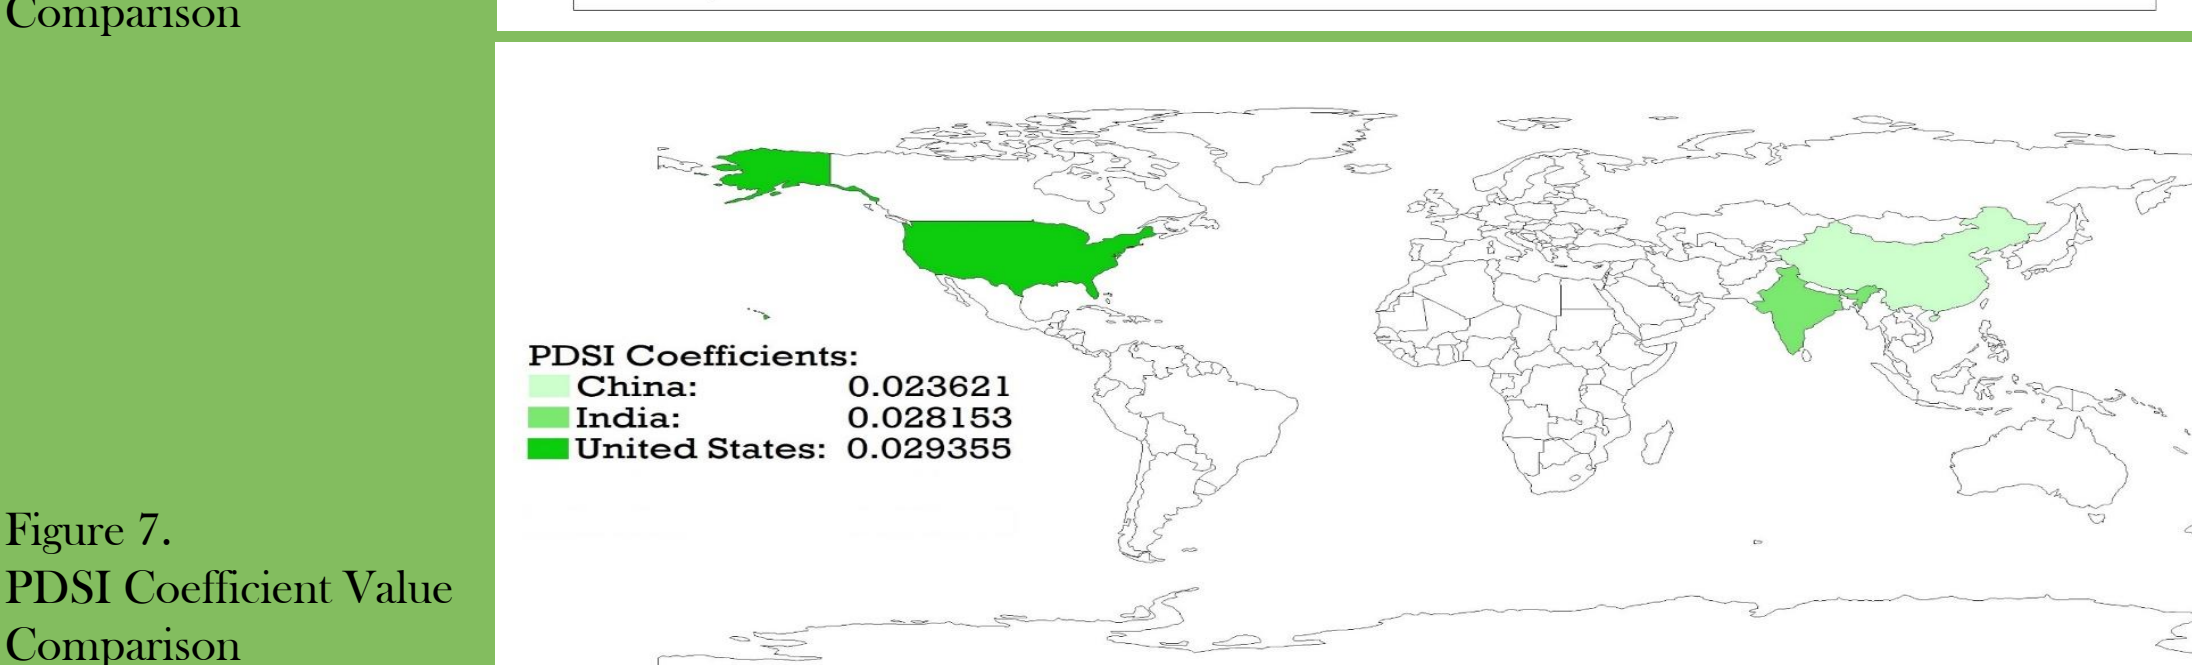 Comparison
PDSI Coefficients:
China: 0.023621
India: 0.028153
United States: 0.029355
Figure 7.
PDSI Coefficient Value
Comparison